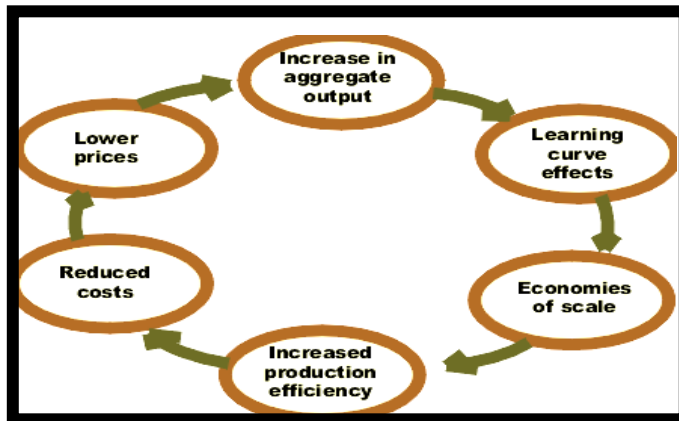 Increase in
aggregate
output
Learning
curve
effects
Economies
of scale
Increased
production
efficiency
Reduced
costs
Lower
prices